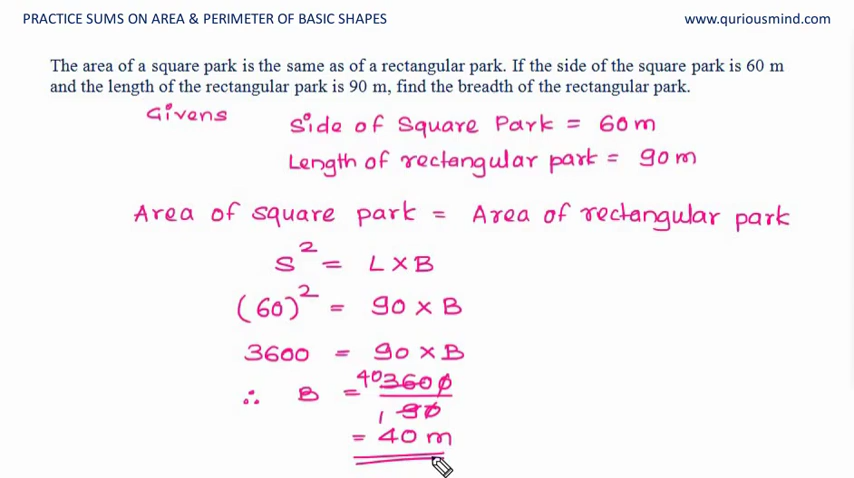 PRACTICE SUMS ON AREA & PERIMETER OF BASIC SHAPES
www.quriousmind.com
The area of a square park is the same as of a rectangular park. If the side of the square park is 60 m
and the length of the rectangular park is 90 m, find the breadth of the rectangular park.
Givens
Side of Square Park = 60 m
Length of rectangular park = 90 m
Area of square park = Area of rectangular park
S² = L × B
(60)² = 90 × B
3600 = 90 × B
40 3600
∴ B =
1 90
= 40 m